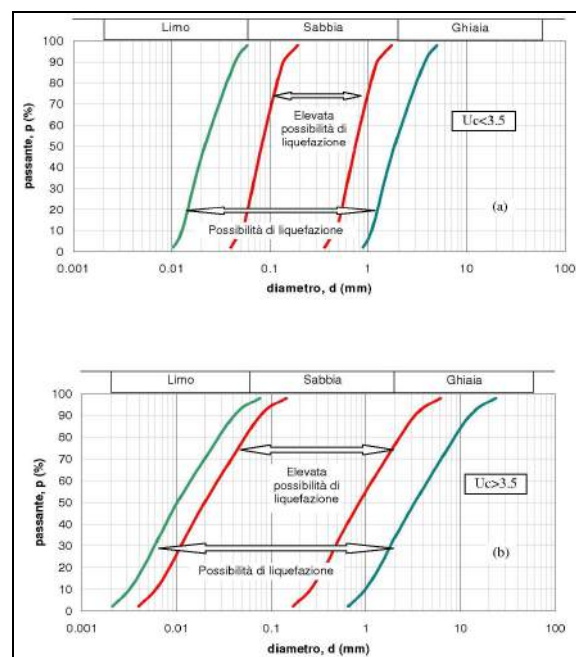 Limo Sabbia Ghiaia
100
90
80
70
60
50
40
30
20
10
0
passante, p (%)
Elevata
possibilità di
liquefazione
Uc<3.5
Possibilità di liquefazione
(a)
0.001 0.01 0.1 1 10 100
diametro, d (mm)
Limo Sabbia Ghiaia
100
90
80
70
60
50
40
30
20
10
0
passante, p (%)
Elevata
possibilità di
liquefazione
Uc>3.5
Possibilità di liquefazione
(b)
0.001 0.01 0.1 1 10 100
diametro, d (mm)